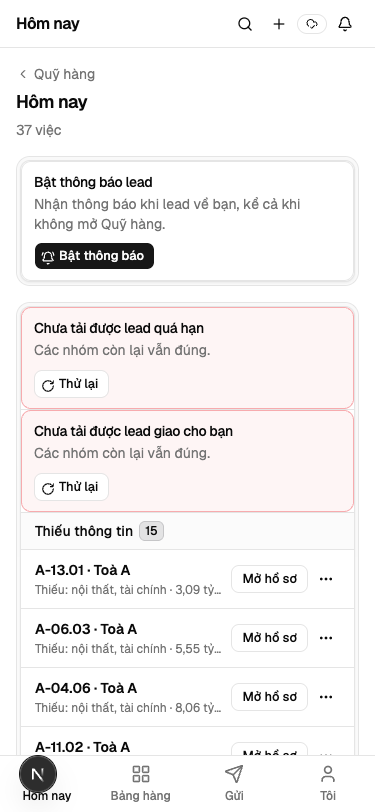 Hôm nay
Quỹ hàng
Hôm nay
37 việc
Bật thông báo lead
Nhận thông báo khi lead về bạn, kể cả khi
không mở Quỹ hàng.
Bật thông báo
Chưa tải được lead quá hạn
Các nhóm còn lại vẫn đúng.
Thử lại
Chưa tải được lead giao cho bạn
Các nhóm còn lại vẫn đúng.
Thử lại
Thiếu thông tin 15
A-13.01 · Toà A
Thiếu: nội thất, tài chính · 3,09 tỷ...
Mở hồ sơ
A-06.03 · Toà A
Thiếu: nội thất, tài chính · 5,55 tỷ...
Mở hồ sơ
A-04.06 · Toà A
Thiếu: nội thất, tài chính · 8,06 tỷ...
Mở hồ sơ
A-11.02 · Toà A
Mở hồ sơ
N
Hôm nay
Bảng hàng
Gửi
Tôi